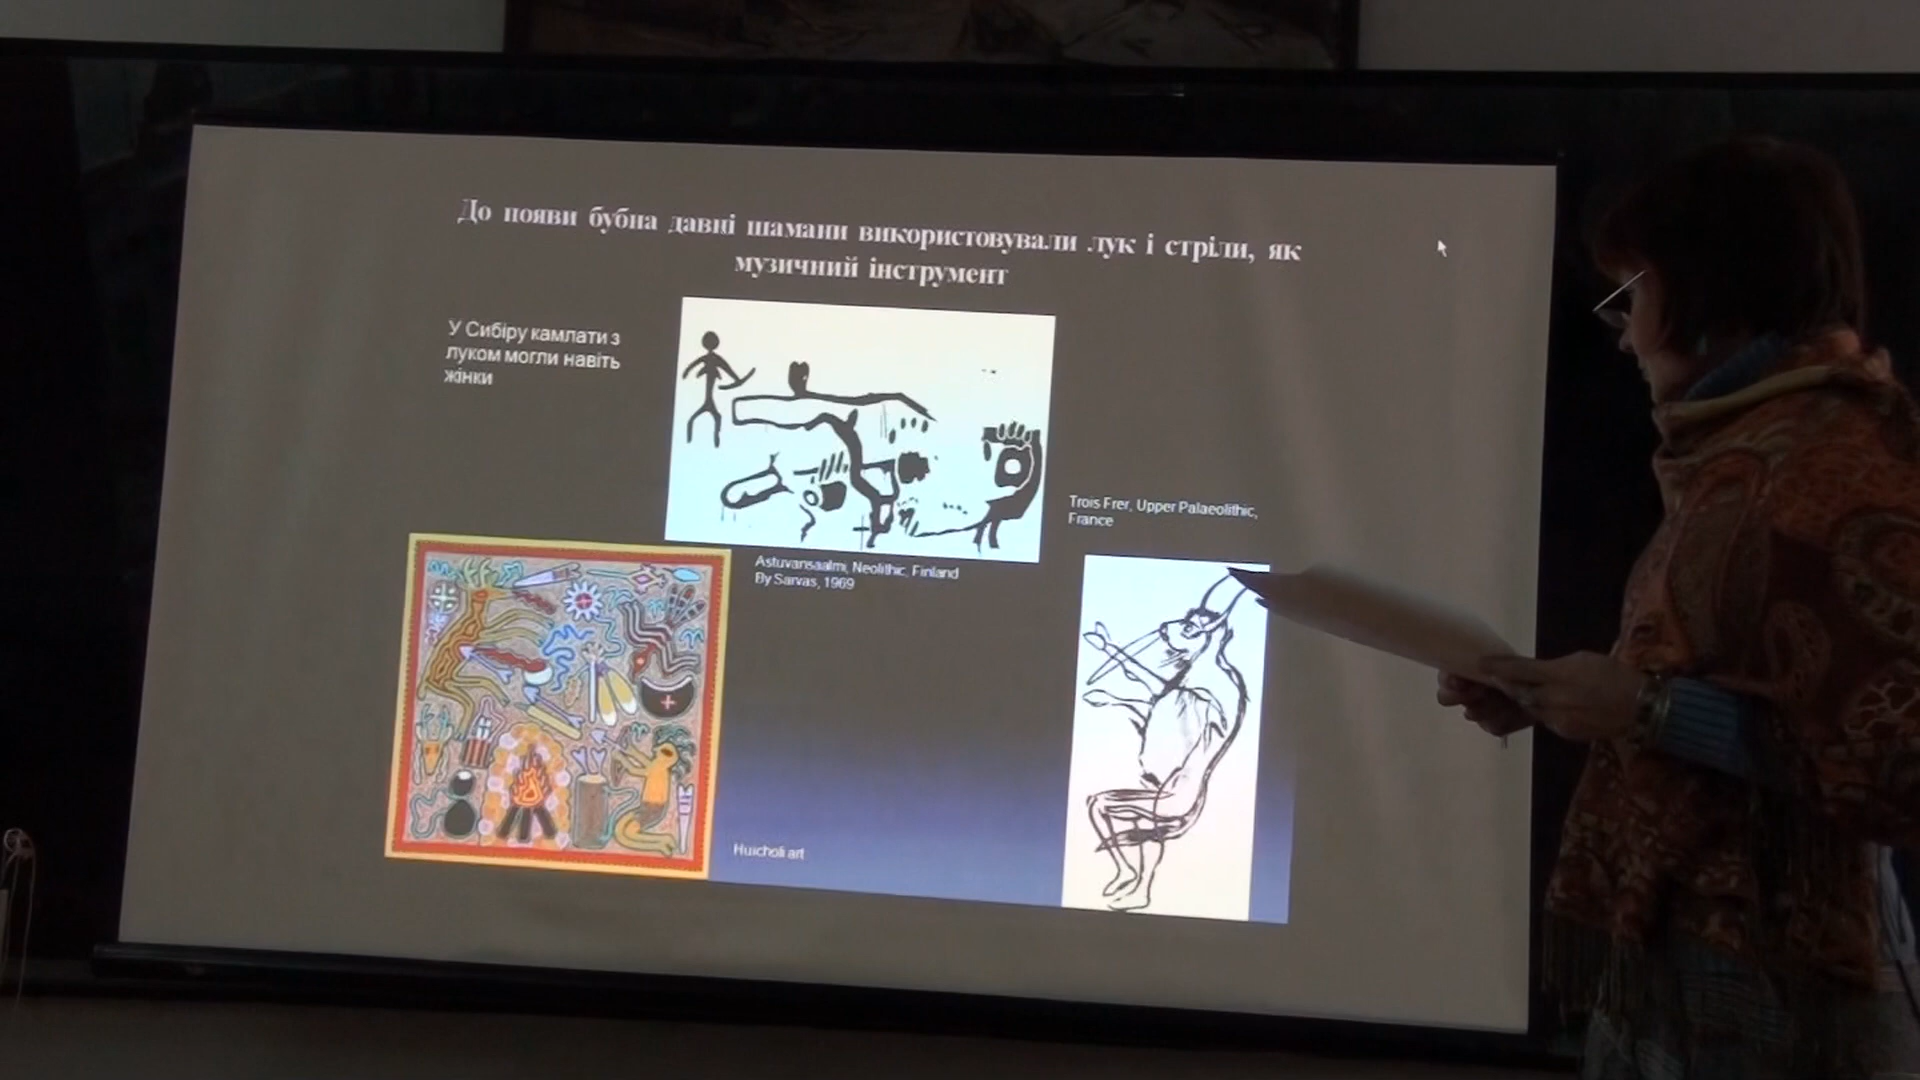 До появи бубна давні шамани використовували лук і стріли, як
музичний інструмент
У Сибіру камлати з
луком могли навіть
жінки
Trois Frer, Upper Palaeolithic,
France
Astuvansaalmi, Neolithic, Finland
By Sarvas, 1969
Huicholi art